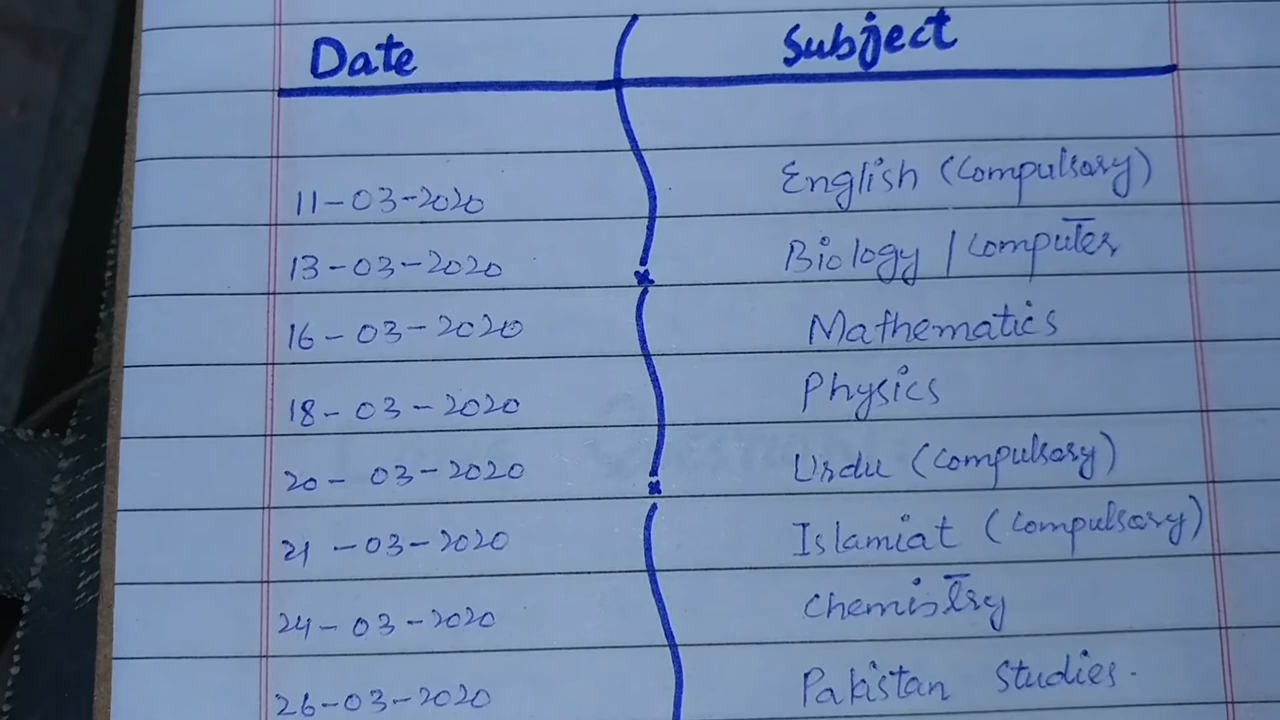 Date Subject
11-03-2020 English (Compulsory)
13-03-2020 Biology / Computer
16-03-2020 Mathematics
18-03-2020 Physics
20-03-2020 Urdu (Compulsory)
21-03-2020 Islamiat (Compulsory)
24-03-2020 Chemistry
26-03-2020 Pakistan Studies.